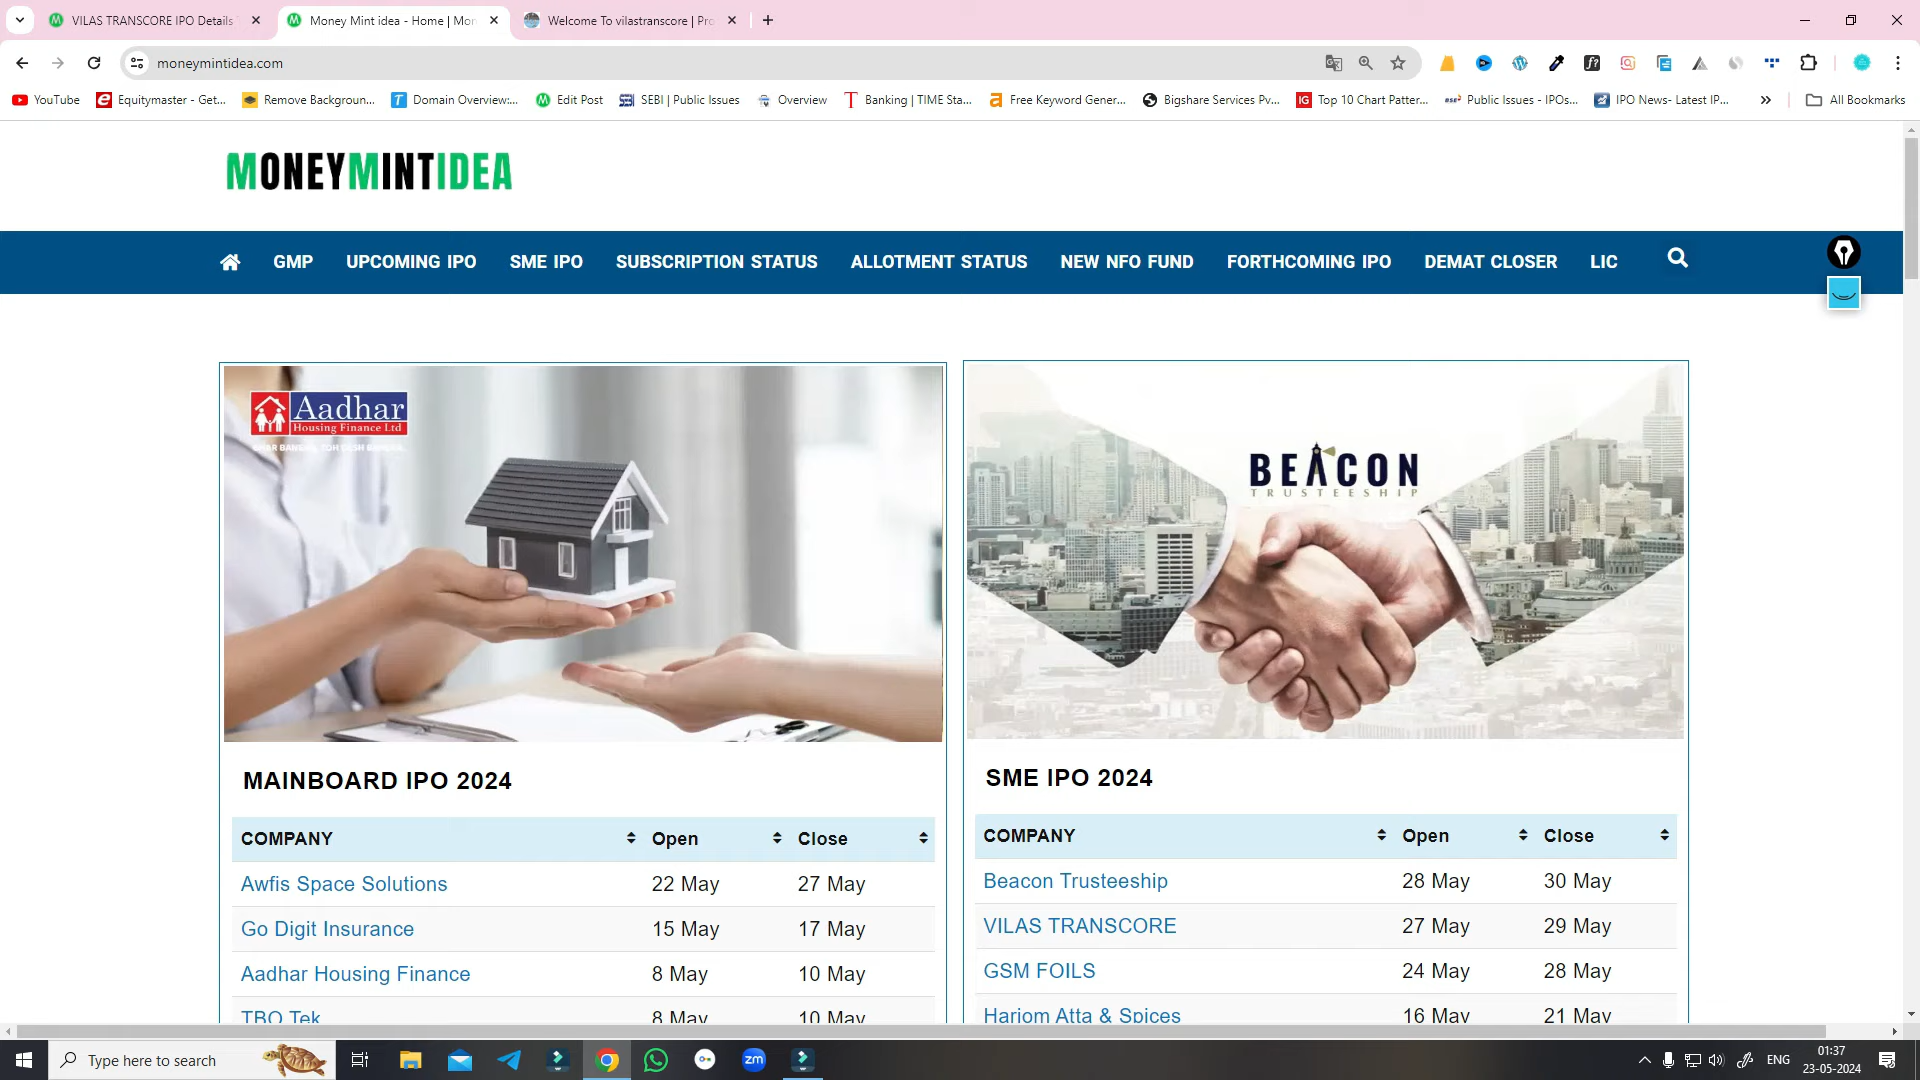 VILAS TRANSCORE IPO Details
Money Mint idea - Home | Mon
Welcome To vilastranscore | Pro
moneymintidea.com
YouTube
Equitymaster - Get...
Remove Backgroun...
Domain Overview:...
Edit Post
SEBI | Public Issues
Overview
Banking | TIME Sta...
Free Keyword Gener...
Bigshare Services Pv...
Top 10 Chart Patter...
Public Issues - IPOs...
IPO News- Latest IP...
All Bookmarks
MONEYMINTIDEA
GMP UPCOMING IPO SME IPO SUBSCRIPTION STATUS ALLOTMENT STATUS NEW NFO FUND FORTHCOMING IPO DEMAT CLOSER LIC
Aadhar
Housing Finance Ltd
BEACON
TRUSTEESHIP
MAINBOARD IPO 2024
COMPANY Open Close
Awfis Space Solutions 22 May 27 May
Go Digit Insurance 15 May 17 May
Aadhar Housing Finance 8 May 10 May
TBO Tek 8 May 10 May
SME IPO 2024
COMPANY Open Close
Beacon Trusteeship 28 May 30 May
VILAS TRANSCORE 27 May 29 May
GSM FOILS 24 May 28 May
Hariom Atta & Spices 16 May 21 May
Type here to search
zm
ENG
01:37
23-05-2024